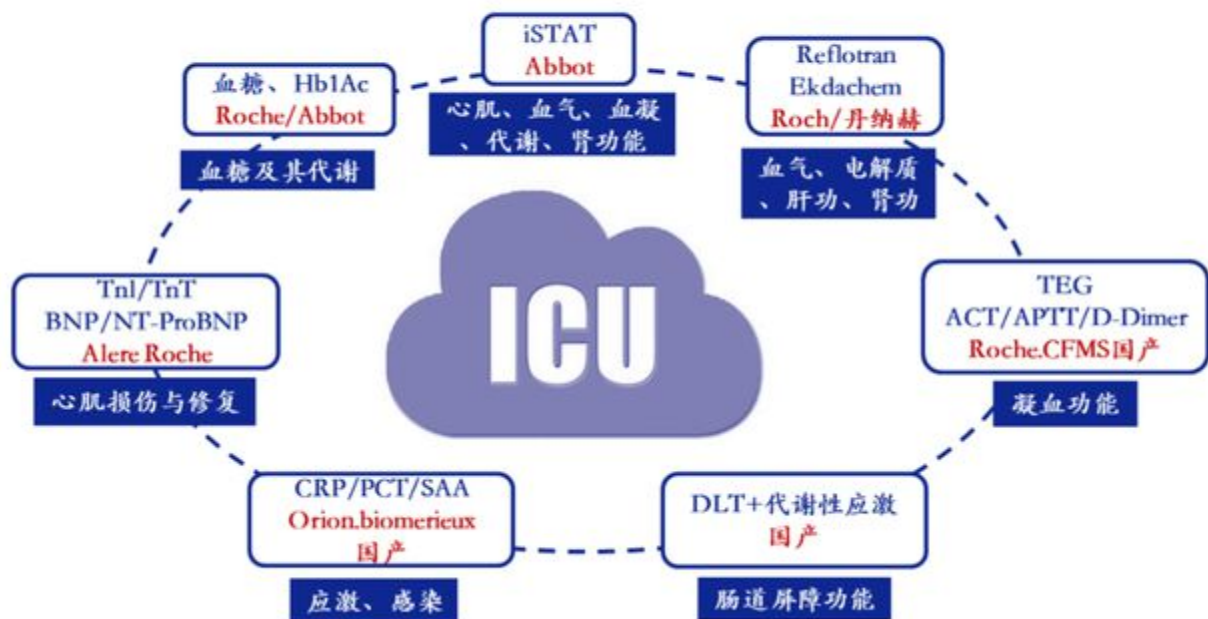 iSTAT
Abbot
心肌、血气、血凝
、代谢、肾功能
Reflotran
Ekdachem
Roch/丹纳赫
血气、电解质
、肝功、肾功
TEG
ACT/APTT/D-Dimer
Roche.CFMS国产
凝血功能
DLT+代谢性应激
国产
肠道屏障功能
CRP/PCT/SAA
Orion.biomerieux
国产
应激、感染
Tnl/TnT
BNP/NT-ProBNP
Alere Roche
心肌损伤与修复
血糖、Hb1Ac
Roche/Abbot
血糖及其代谢
ICU